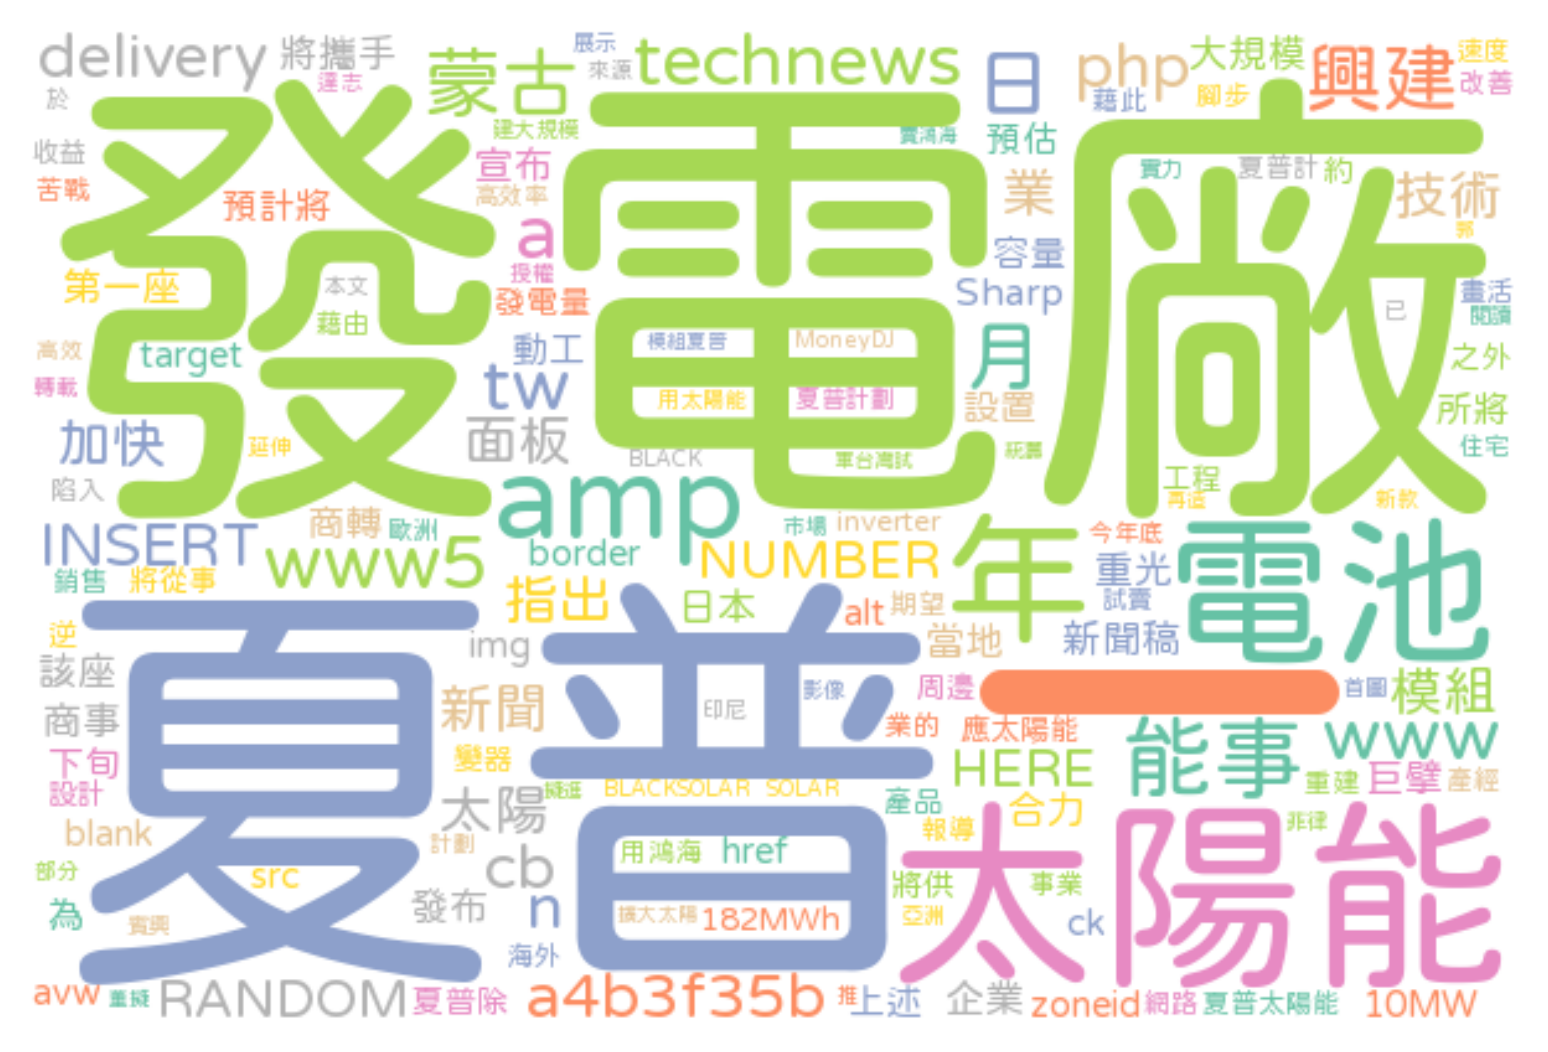 delivery 將攜手 蒙古 展示 來源 technews 日 php 大規模 興建 速度
於 達志 建大規模 賣鴻海 藉此 腳步 改善
發電廠
收益 宣布 預估 實力 夏普計 約 技術
苦戰 預計將 高效率 業 郭
a 授權 容量
第一座 本文 發電量 Sharp 已 畫活
藉由 閱讀
高效 target 動工 模組夏普 MoneyDJ 月 之外
轉載 tw 用太陽能 夏普計劃 設置 所將
加快 延伸 面板 BLACK 軍台灣試 住宅
陷入 amp 工程 再造 新款
INSERT 商轉 歐洲 市場 inverter 年 今年底 電池
www5 border NUMBER 重光
銷售 將從事 指出 日本 alt 期望 試賣
夏普
逆 img 當地 新聞稿
該座 一
商事 新聞 印尼 影像 周邊 首圖 模組
業的 應太陽能 能事 www
下旬 變器 HERE 重建 巨擘 產經
設計 太陽 BLACKSOLAR SOLAR 產品 合力
blank 計劃 報導 太陽能 菲律
部分 src cb 用鴻海 href 將供 事業
為 賓興 發布 n 擴大太陽 182MWh 亞洲 ck
海外
avw 董擬 RANDOM 夏普除 a4b3f35b 推 上述 企業 zoneid 網路 夏普太陽能 10MW